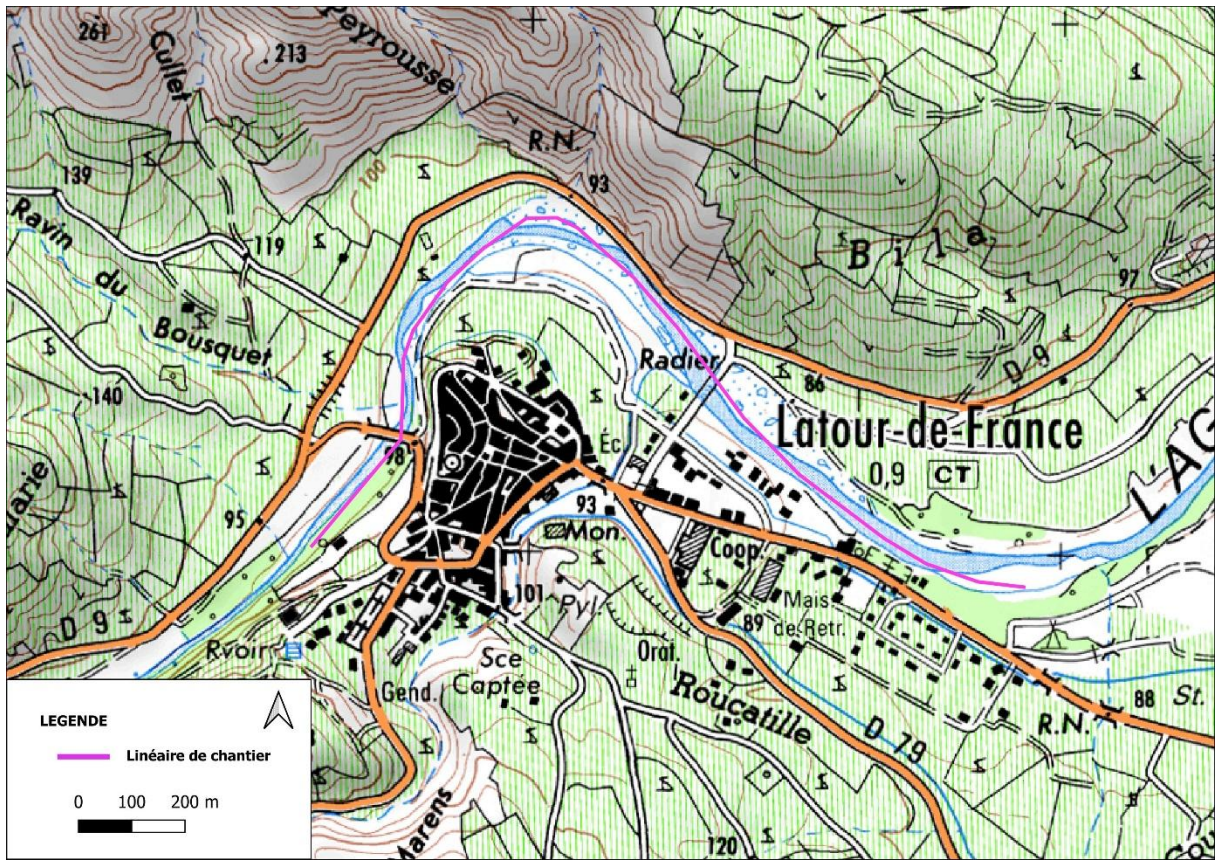 261
Cullet
213
Peyrousse
R.N.
139
100
93
Ravin
du
Bousquet
119
Bila
97
140
Radier
86
D 9
Latour-de-France
0,9
CT
L'AG
98
Éc
95
93
Mon.
Coop.
D 9
101
Pyl.
89
Mais.
de Retr.
Rvoir
Sce
Captée
Orat.
Roucatille
Gend.
D 79
88
St.
R.N.
Marens
120
LEGENDE
Linéaire de chantier
0 100 200 m